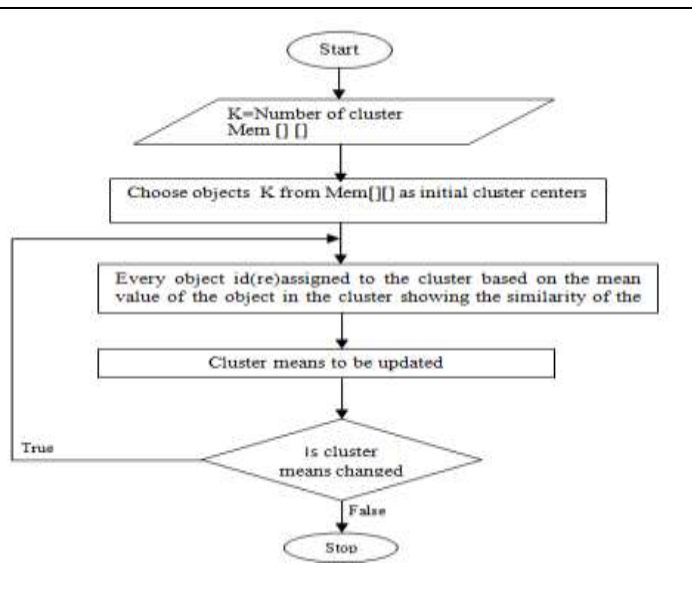 Start
K=Number of cluster
Mem [] []
Choose objects K from Mem[][] as initial cluster centers
Every object id(re)assigned to the cluster based on the mean
value of the object in the cluster showing the similarity of the
Cluster means to be updated
Is cluster
means changed
True
False
Stop